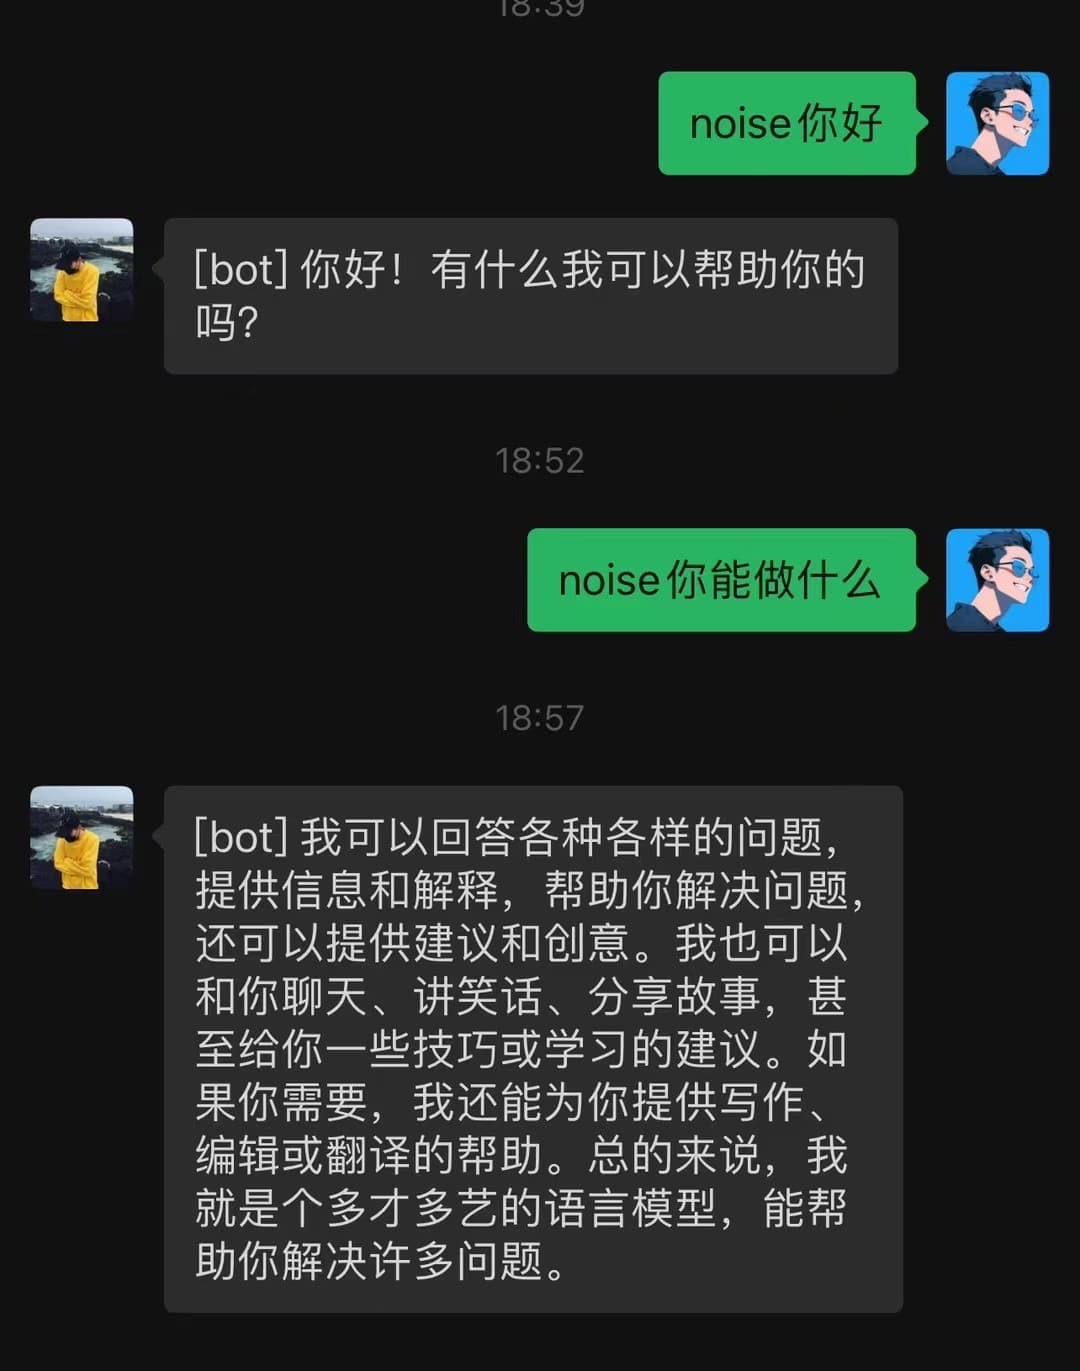 18:39
noise你好
[bot] 你好！有什么我可以帮助你的
吗？
18:52
noise你能做什么
18:57
[bot] 我可以回答各种各样的问题，
提供信息和解释，帮助你解决问题，
还可以提供建议和创意。我也可以
和你聊天、讲笑话、分享故事，甚
至给你一些技巧或学习的建议。如
果你需要，我还能为你提供写作、
编辑或翻译的帮助。总的来说，我
就是个多才多艺的语言模型，能帮
助你解决许多问题。